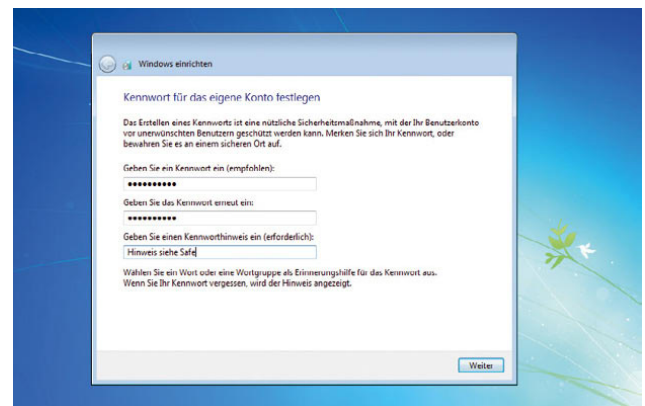 Windows einrichten
Kennwort für das eigene Konto festlegen
Das Erstellen eines Kennworts ist eine nützliche Sicherheitsmaßnahme, mit der Ihr Benutzerkonto
vor unerwünschten Benutzern geschützt werden kann. Merken Sie sich Ihr Kennwort, oder
bewahren Sie es an einem sicheren Ort auf.
Geben Sie ein Kennwort ein (empfohlen):
••••••••••
Geben Sie das Kennwort erneut ein:
••••••••••
Geben Sie einen Kennworthinweis ein (erforderlich):
Hinweis siehe Safe
Wählen Sie ein Wort oder eine Wortgruppe als Erinnerungshilfe für das Kennwort aus.
Wenn Sie Ihr Kennwort vergessen, wird der Hinweis angezeigt.
Weiter